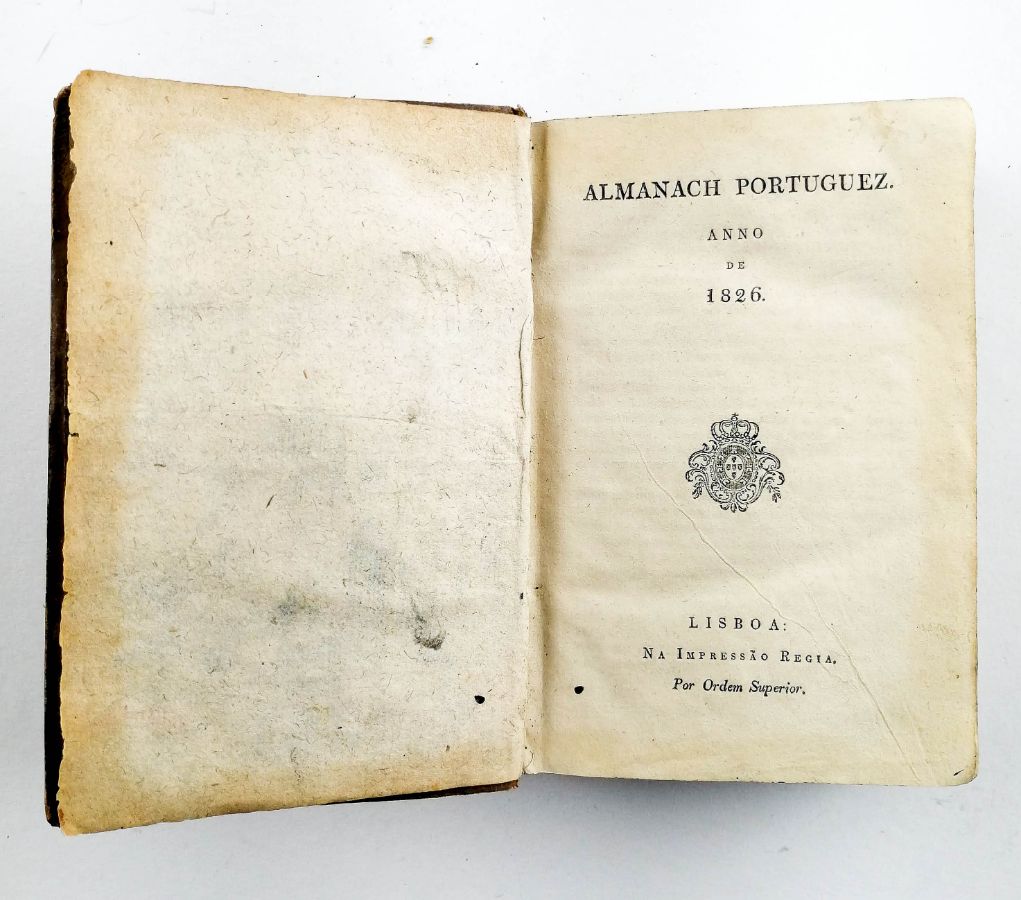 ALMANACH PORTUGUEZ.
ANNO
DE
1826.
LISBOA:
NA IMPRESSÃO REGIA.
Por Ordem Superior.